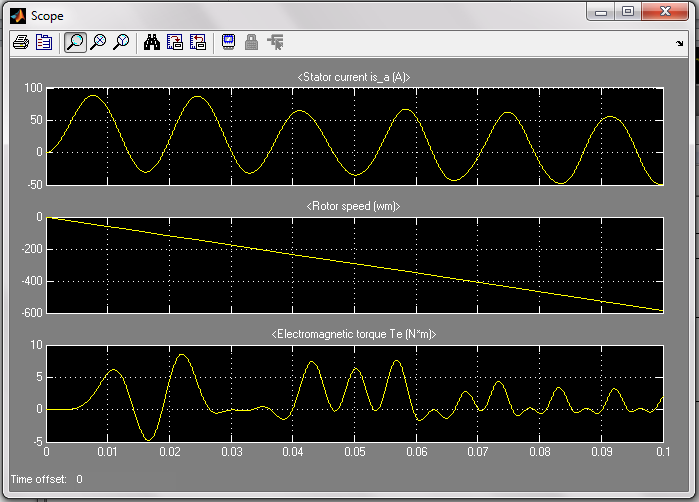 Scope
<Stator current is_a (A)>
100
50
0
-50
<Rotor speed (wm)>
0
-200
-400
-600
<Electromagnetic torque Te (N*m)>
10
5
0
-5
0 0.01 0.02 0.03 0.04 0.05 0.06 0.07 0.08 0.09 0.1
Time offset: 0